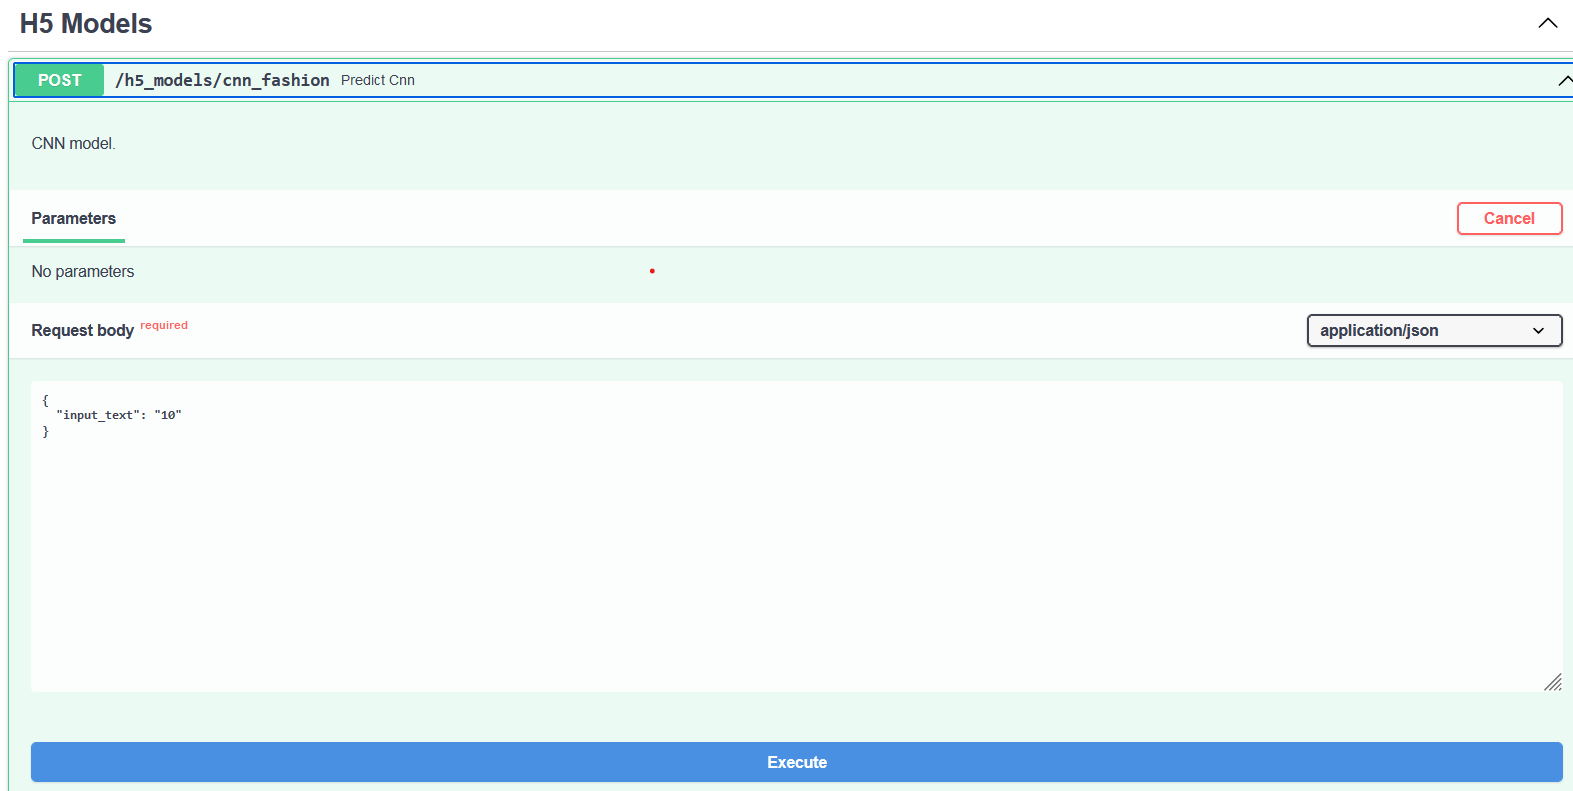 H5 Models
POST /h5_models/cnn_fashion Predict Cnn
CNN model.
Parameters Cancel
No parameters
Request body required application/json
{
"input_text": "10"
}
Execute